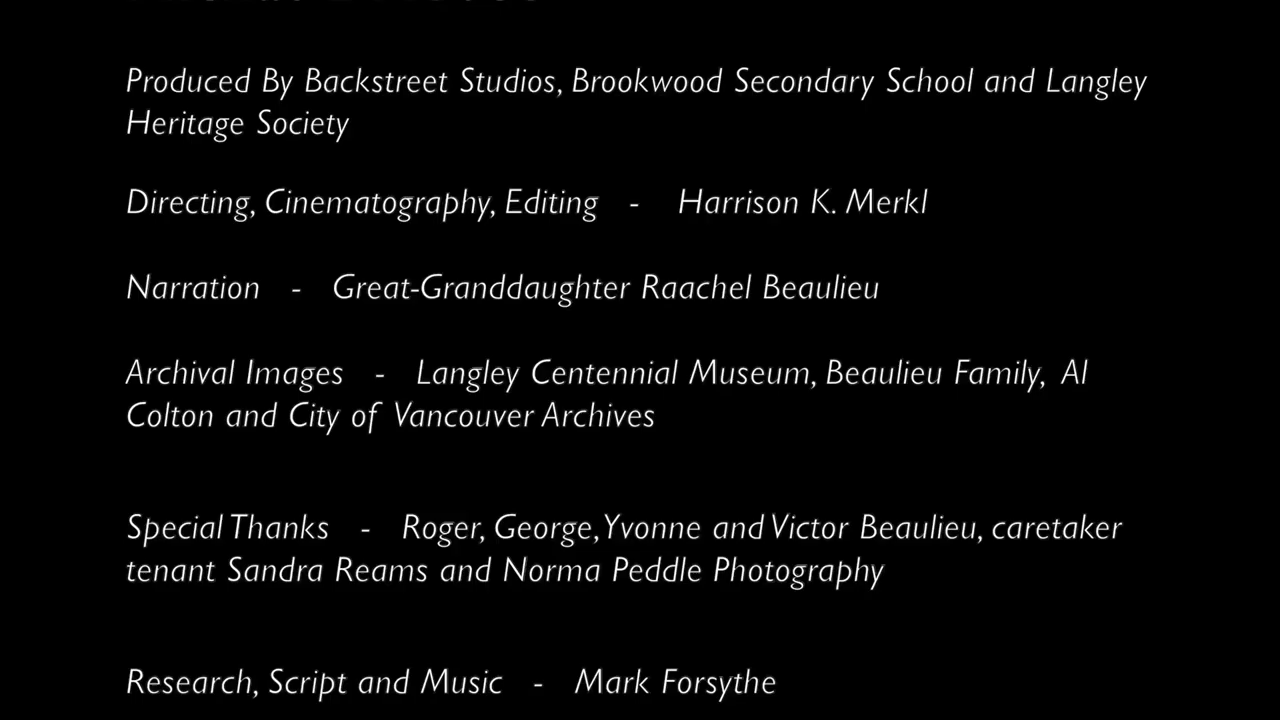 Produced By Backstreet Studios, Brookwood Secondary School and Langley
Heritage Society
Directing, Cinematography, Editing - Harrison K. Merkl
Narration - Great-Granddaughter Raachel Beaulieu
Archival Images - Langley Centennial Museum, Beaulieu Family, Al
Colton and City of Vancouver Archives
Special Thanks - Roger, George, Yvonne and Victor Beaulieu, caretaker
tenant Sandra Reams and Norma Peddle Photography
Research, Script and Music - Mark Forsythe